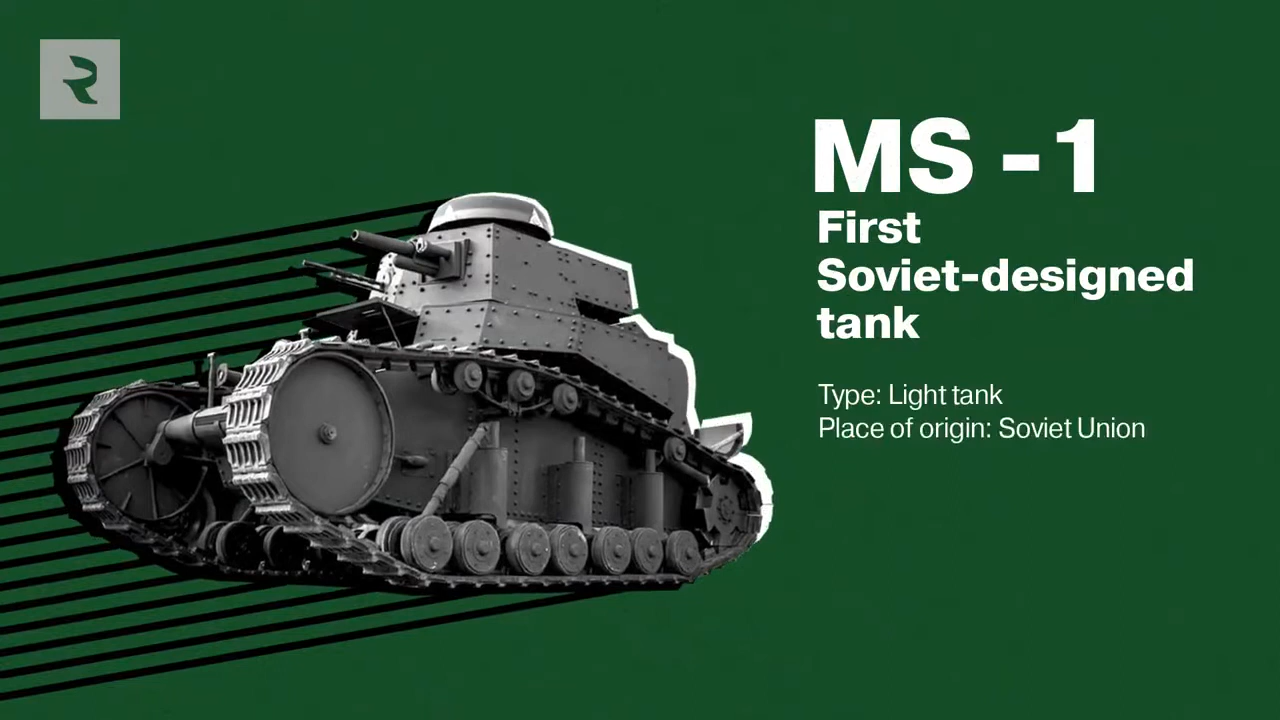 MS - 1
First
Soviet-designed
tank
Type: Light tank
Place of origin: Soviet Union